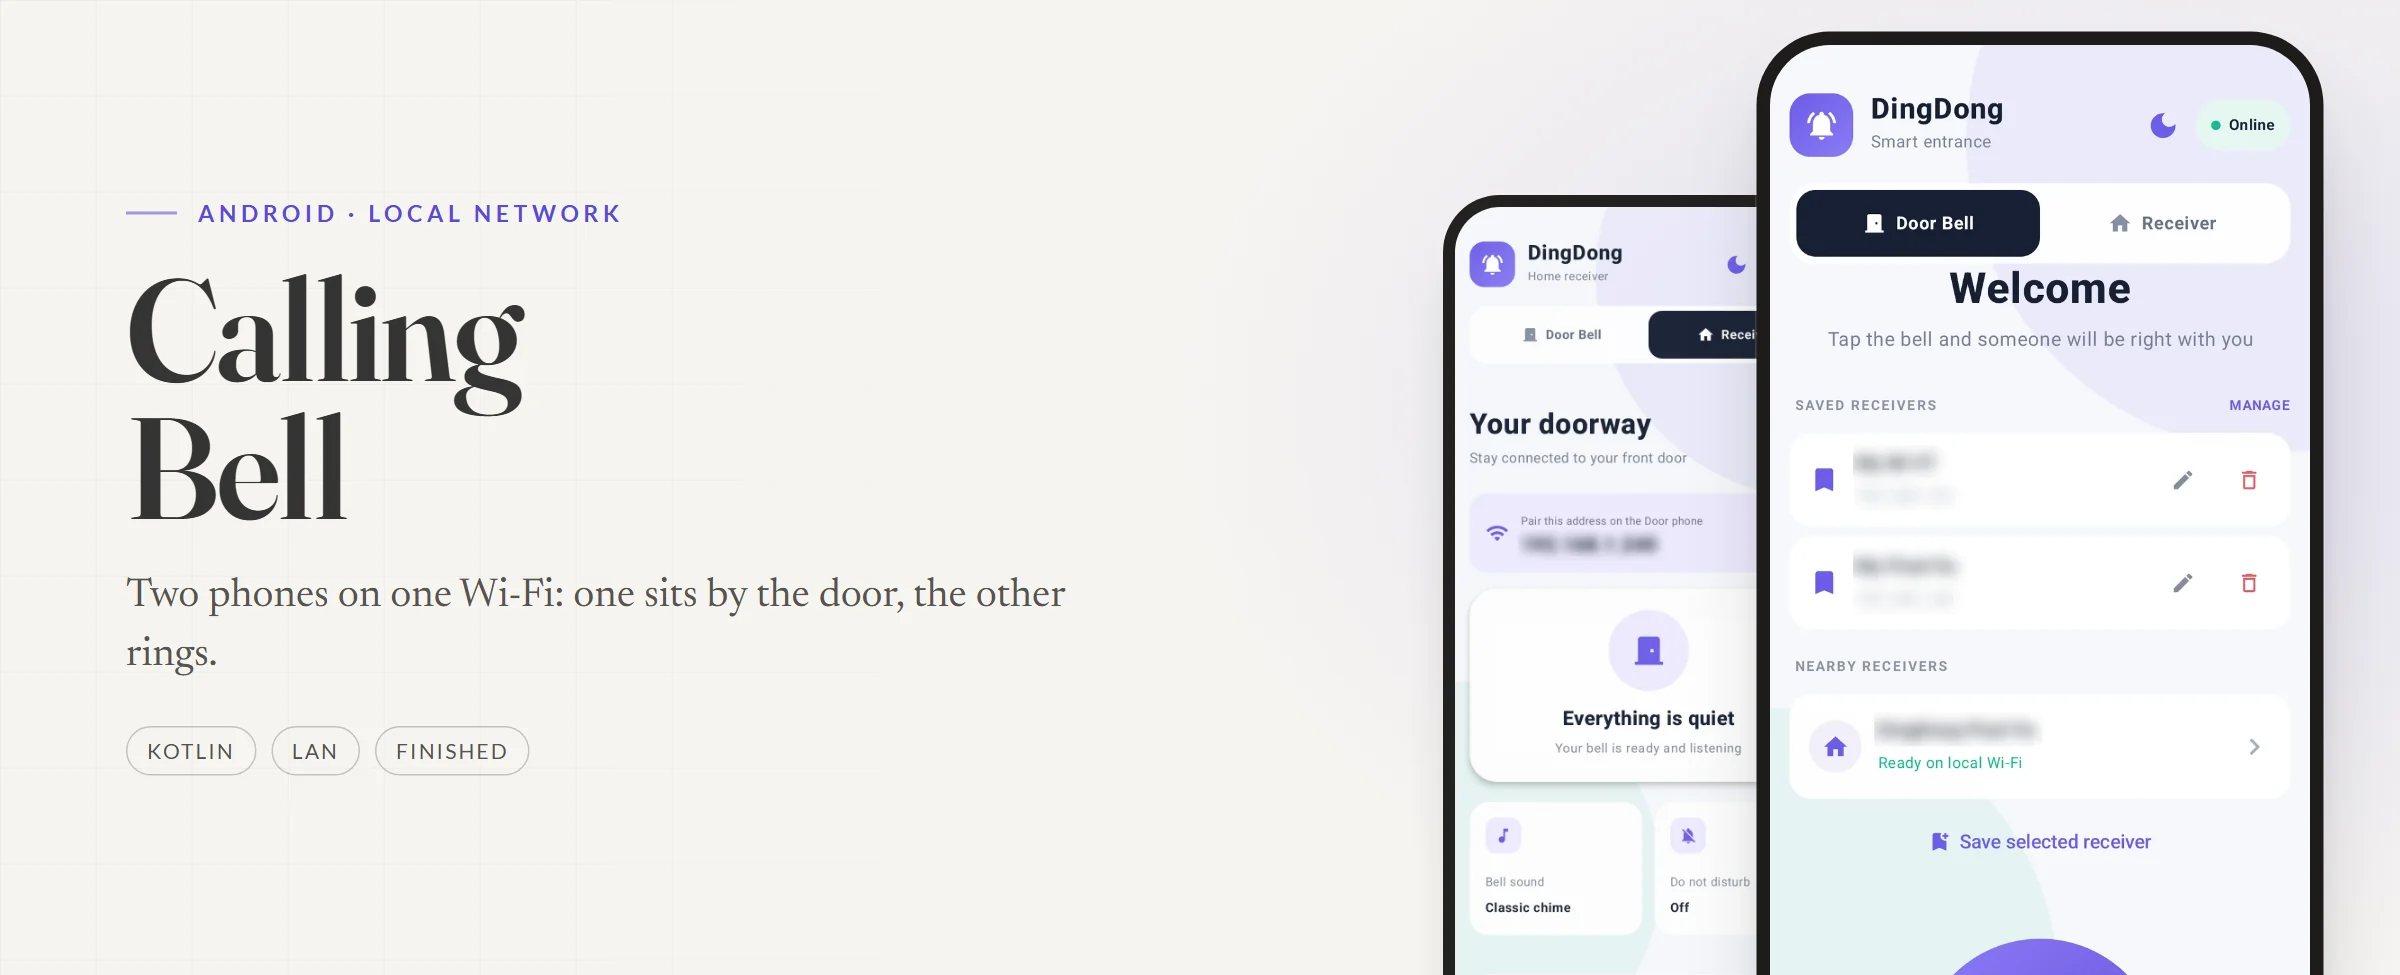 ANDROID · LOCAL NETWORK
Calling
Bell
Two phones on one Wi-Fi: one sits by the door, the other
rings.
KOTLIN
LAN
FINISHED
DingDong
Home receiver
Door Bell
Your doorway
Stay connected to your front door
Pair this address on the Door phone
Everything is quiet
Your bell is ready and listening
Bell sound
Classic chime
Do not disturb
Off
DingDong
Smart entrance
Online
Door Bell
Receiver
Welcome
Tap the bell and someone will be right with you
SAVED RECEIVERS
MANAGE
NEARBY RECEIVERS
Ready on local Wi-Fi
Save selected receiver